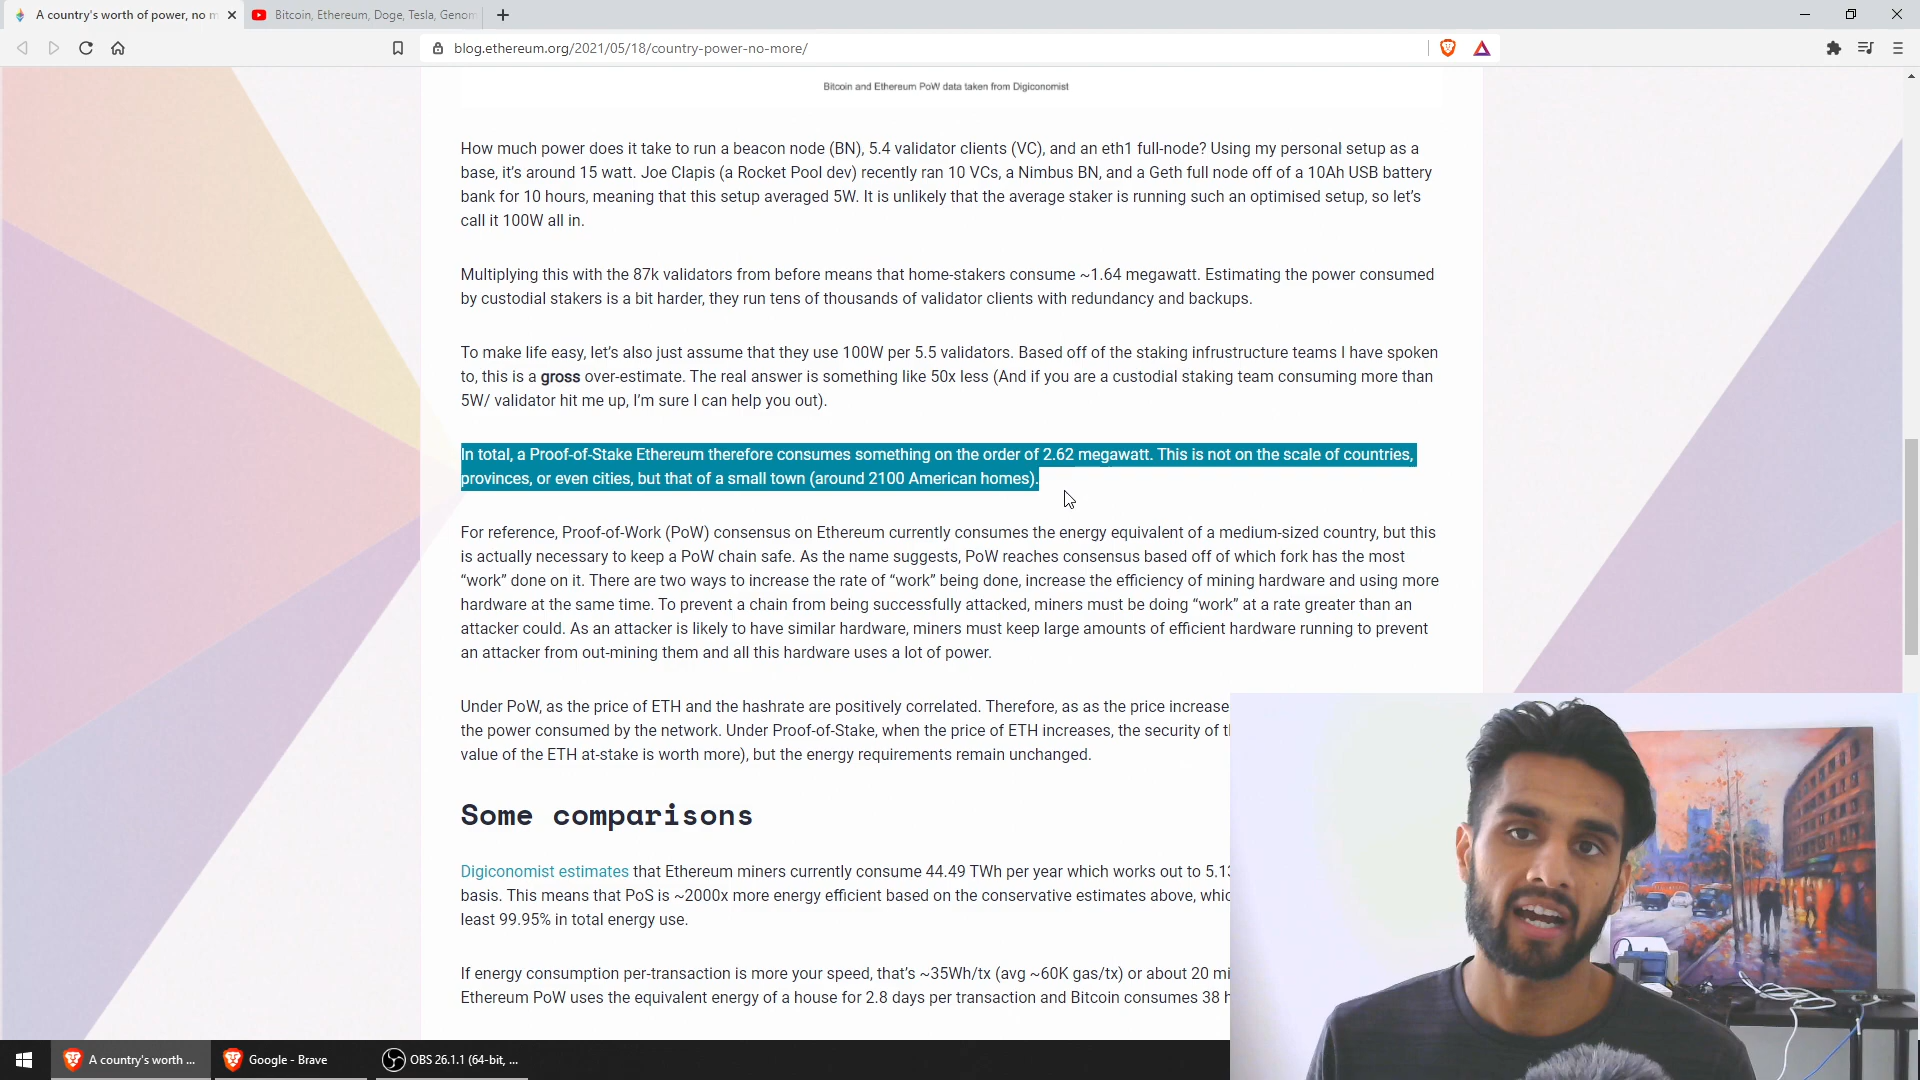 A country's worth of power, no m
Bitcoin, Ethereum, Doge, Tesla, Genom
blog.ethereum.org/2021/05/18/country-power-no-more/
Bitcoin and Ethereum PoW data taken from Digiconomist
How much power does it take to run a beacon node (BN), 5.4 validator clients (VC), and an eth1 full-node? Using my personal setup as a
base, it's around 15 watt. Joe Clapis (a Rocket Pool dev) recently ran 10 VCs, a Nimbus BN, and a Geth full node off of a 10Ah USB battery
bank for 10 hours, meaning that this setup averaged 5W. It is unlikely that the average staker is running such an optimised setup, so let's
call it 100W all in.
Multiplying this with the 87k validators from before means that home-stakers consume ~1.64 megawatt. Estimating the power consumed
by custodial stakers is a bit harder, they run tens of thousands of validator clients with redundancy and backups.
To make life easy, let's also just assume that they use 100W per 5.5 validators. Based off of the staking infrustructure teams I have spoken
to, this is a gross over-estimate. The real answer is something like 50x less (And if you are a custodial staking team consuming more than
5W/ validator hit me up, I'm sure I can help you out).
In total, a Proof-of-Stake Ethereum therefore consumes something on the order of 2.62 megawatt. This is not on the scale of countries,
provinces, or even cities, but that of a small town (around 2100 American homes).
For reference, Proof-of-Work (PoW) consensus on Ethereum currently consumes the energy equivalent of a medium-sized country, but this
is actually necessary to keep a PoW chain safe. As the name suggests, PoW reaches consensus based off of which fork has the most
“work” done on it. There are two ways to increase the rate of “work” being done, increase the efficiency of mining hardware and using more
hardware at the same time. To prevent a chain from being successfully attacked, miners must be doing “work” at a rate greater than an
attacker could. As an attacker is likely to have similar hardware, miners must keep large amounts of efficient hardware running to prevent
an attacker from out-mining them and all this hardware uses a lot of power.
Under PoW, as the price of ETH and the hashrate are positively correlated. Therefore, as as the price increase
the power consumed by the network. Under Proof-of-Stake, when the price of ETH increases, the security of t
value of the ETH at-stake is worth more), but the energy requirements remain unchanged.
Some comparisons
Digiconomist estimates that Ethereum miners currently consume 44.49 TWh per year which works out to 5.13
basis. This means that PoS is ~2000x more energy efficient based on the conservative estimates above, whic
least 99.95% in total energy use.
If energy consumption per-transaction is more your speed, that's ~35Wh/tx (avg ~60K gas/tx) or about 20 mi
Ethereum PoW uses the equivalent energy of a house for 2.8 days per transaction and Bitcoin consumes 38 h
A country's worth ...
Google - Brave
OBS 26.1.1 (64-bit, ...